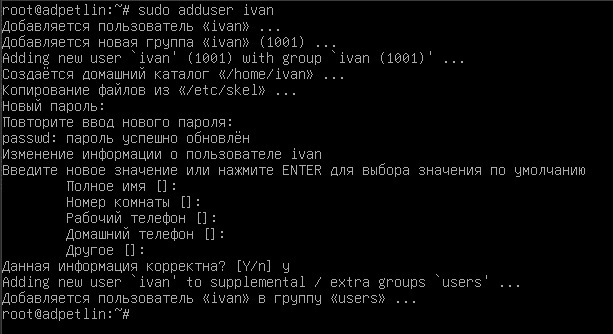 root@adpetlin:~# sudo adduser ivan
Добавляется пользователь «ivan» ...
Добавляется новая группа «ivan» (1001) ...
Adding new user `ivan' (1001) with group `ivan (1001)' ...
Создаётся домашний каталог «/home/ivan» ...
Копирование файлов из «/etc/skel» ...
Новый пароль:
Повторите ввод нового пароля:
passwd: пароль успешно обновлён
Изменение информации о пользователе ivan
Введите новое значение или нажмите ENTER для выбора значения по умолчанию
Полное имя []:
Номер комнаты []:
Рабочий телефон []:
Домашний телефон []:
Другое []:
Данная информация корректна? [Y/n] y
Adding new user `ivan' to supplemental / extra groups `users' ...
Добавляется пользователь «ivan» в группу «users» ...
root@adpetlin:~#